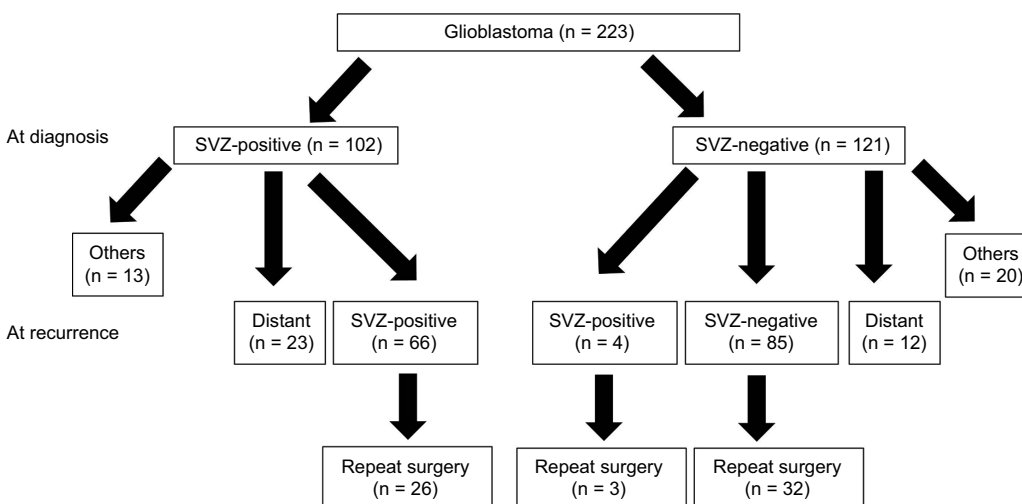 Glioblastoma (n = 223)
At diagnosis
SVZ-positive (n = 102)
SVZ-negative (n = 121)
Others
(n = 13)
Others
(n = 20)
At recurrence
Distant
(n = 23)
SVZ-positive
(n = 66)
SVZ-positive
(n = 4)
SVZ-negative
(n = 85)
Distant
(n = 12)
Repeat surgery
(n = 26)
Repeat surgery
(n = 3)
Repeat surgery
(n = 32)